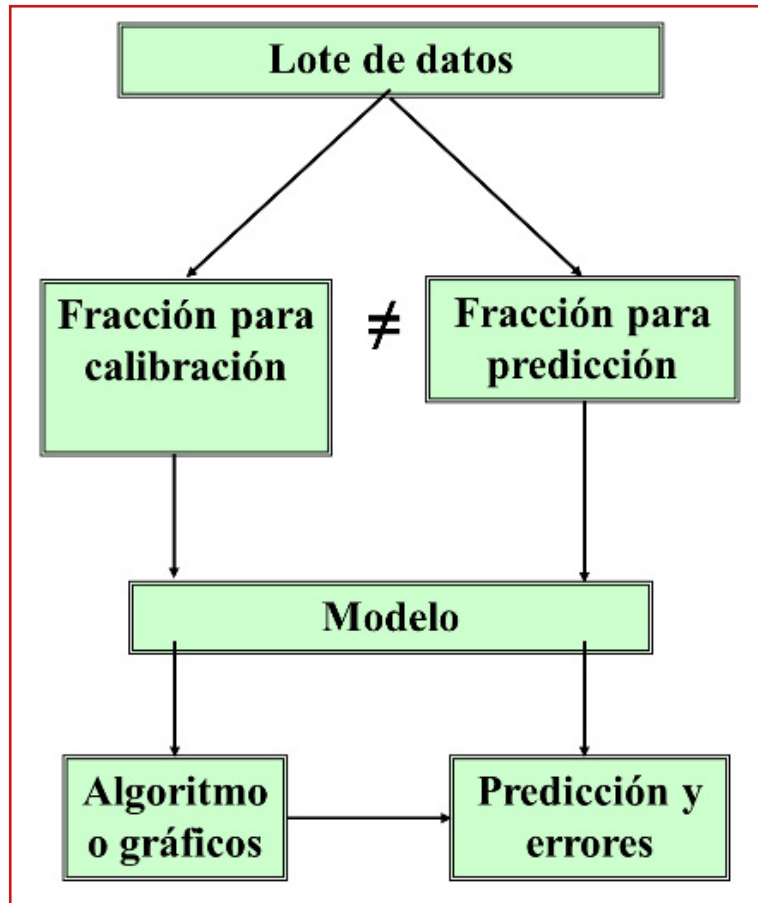 Lote de datos
Fracción para
calibración
≠
Fracción para
predicción
Modelo
Algoritmo
o gráficos
Predicción y
errores